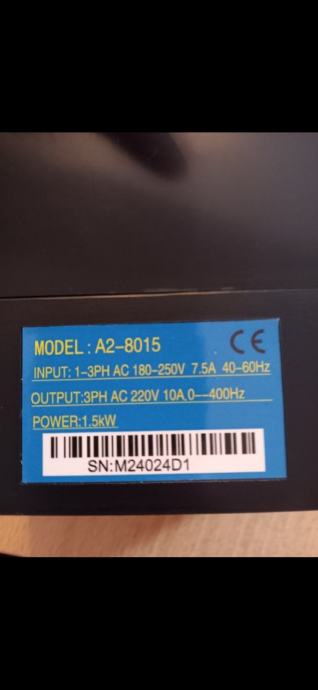 MODEL: A2-8015 CE
INPUT: 1-3PH AC 180-250V 7.5A 40-60Hz
OUTPUT:3PH AC 220V 10A 0--400Hz
POWER:1.5kW
SN:M24024D1